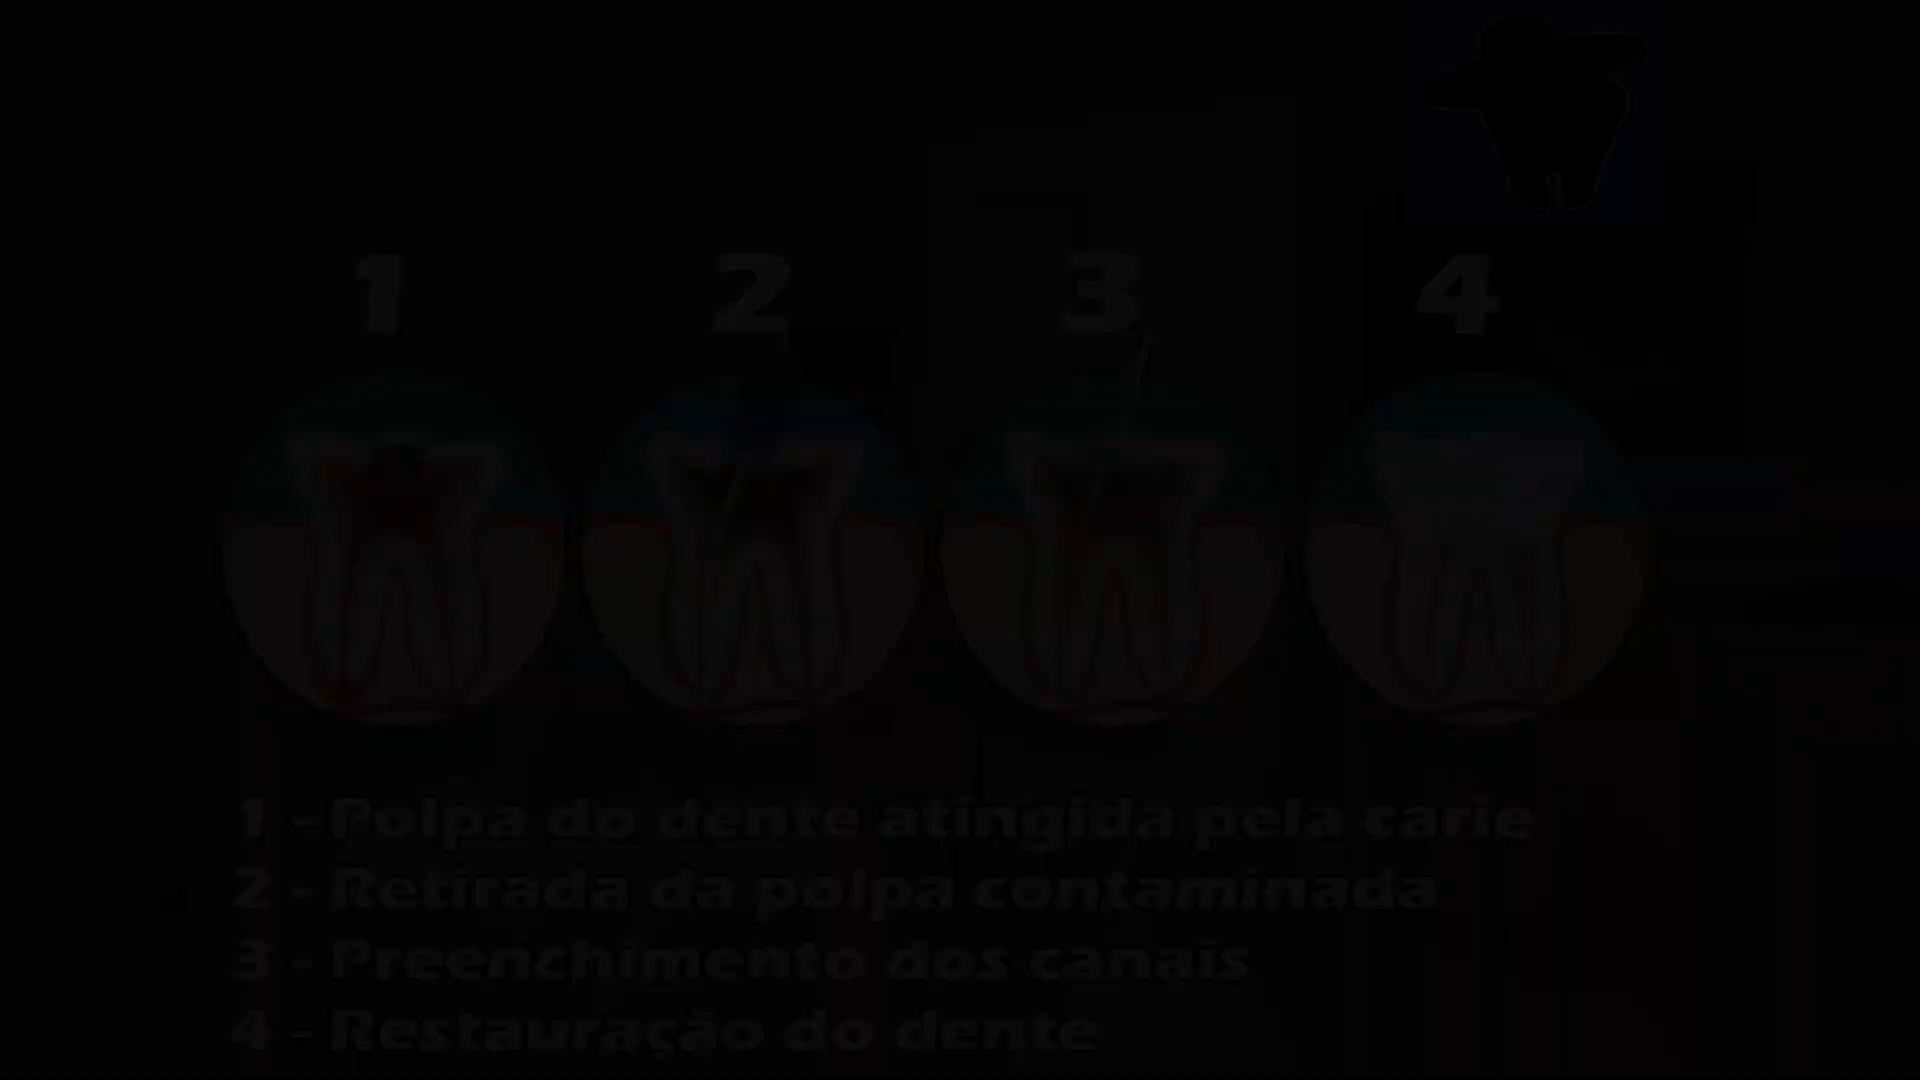 1 2 3 4
1 - Polpa do dente atingida pela carie
2 - Retirada da polpa contaminada
3 - Preenchimento dos canais
4 - Restauração do dente